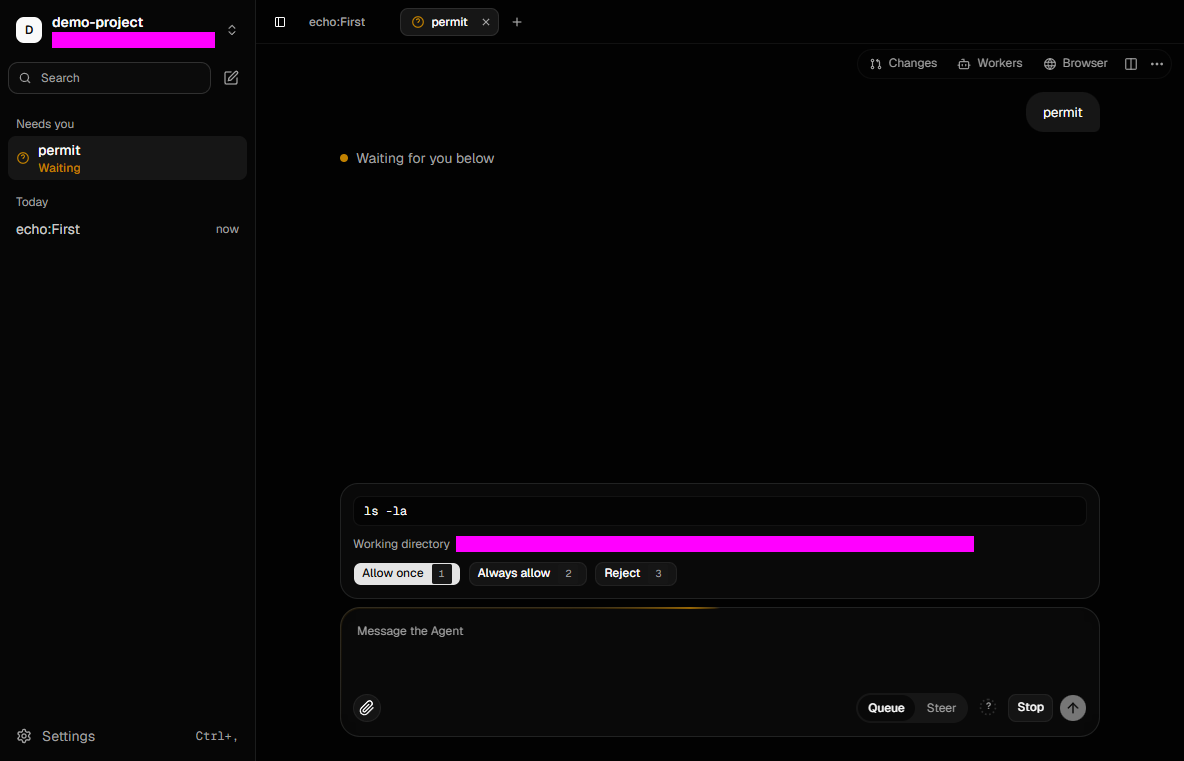 D
demo-project
Search
Needs you
permit
Waiting
Today
echo:First
now
Settings
Ctrl+,
echo:First
permit
Changes
Workers
Browser
permit
Waiting for you below
ls -la
Working directory
Allow once 1
Always allow 2
Reject 3
Message the Agent
Queue
Steer
?
Stop